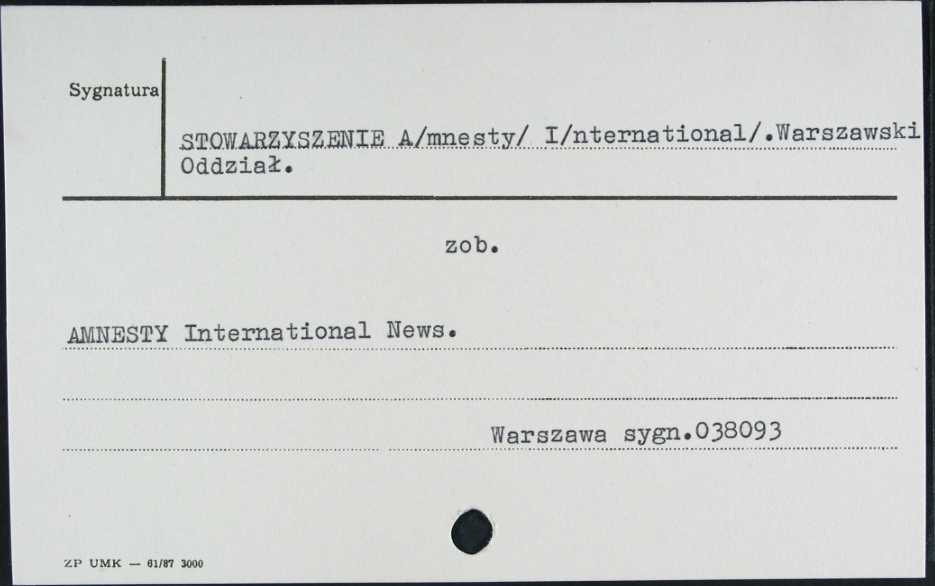 Sygnatura
STOWARZYSZENIE A/mnesty/ I/nternational/.Warszawski
Oddział.
zob.
AMNESTY International News.
Warszawa sygn.038093
ZP UMK — 61/87 3000